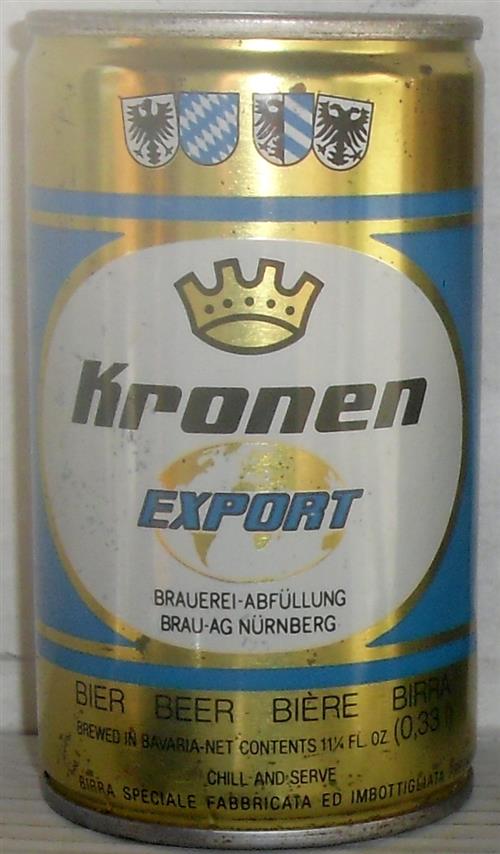 Kronen
EXPORT
BRAUEREI-ABFÜLLUNG
BRAU-AG NÜRNBERG
BIER BEER BIÈRE BIRRA
BREWED IN BAVARIA-NET CONTENTS 11¼ FL. OZ. (0,33 l)
CHILL AND SERVE
BIRRA SPECIALE FABBRICATA ED IMBOTTIGLIATA